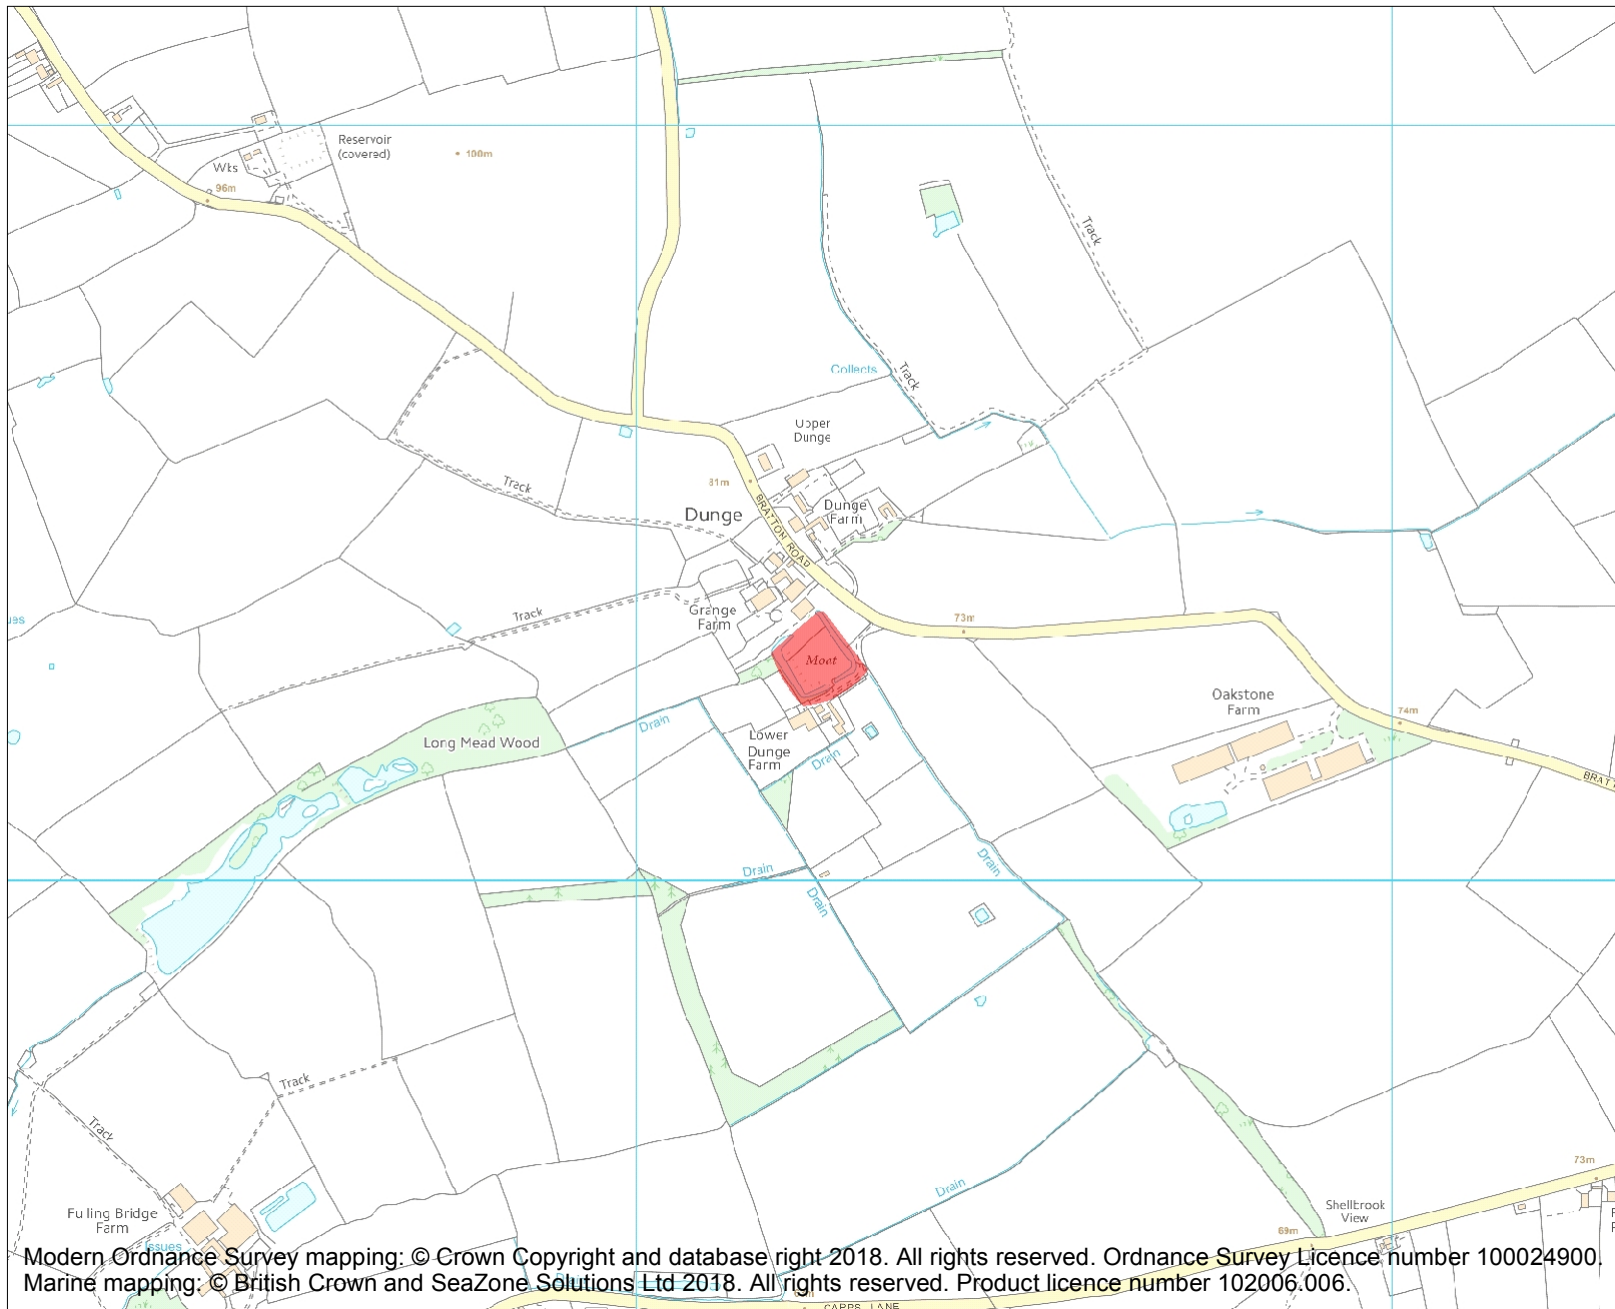 Reservoir
(covered)
100m
Wks
96m
Track
Collects
Track
Upper
Dunge
81m
Track
Dunge
Dunge
Farm
BRATTON ROAD
Track
Grange
Farm
73m
Moat
Oakstone
Farm
74m
Drain
Long Mead Wood
Lower
Dunge
Farm
Drain
Drain
Drain
Drain
Track
Track
Drain
73m
Shellbrook
View
69m
Fulling Bridge
Farm
Issues
Modern Ordnance Survey mapping: © Crown Copyright and database right 2018. All rights reserved. Ordnance Survey Licence number 100024900.
Marine mapping: © British Crown and SeaZone Solutions Ltd 2018. All rights reserved. Product licence number 102006.006.
CAPPS LANE